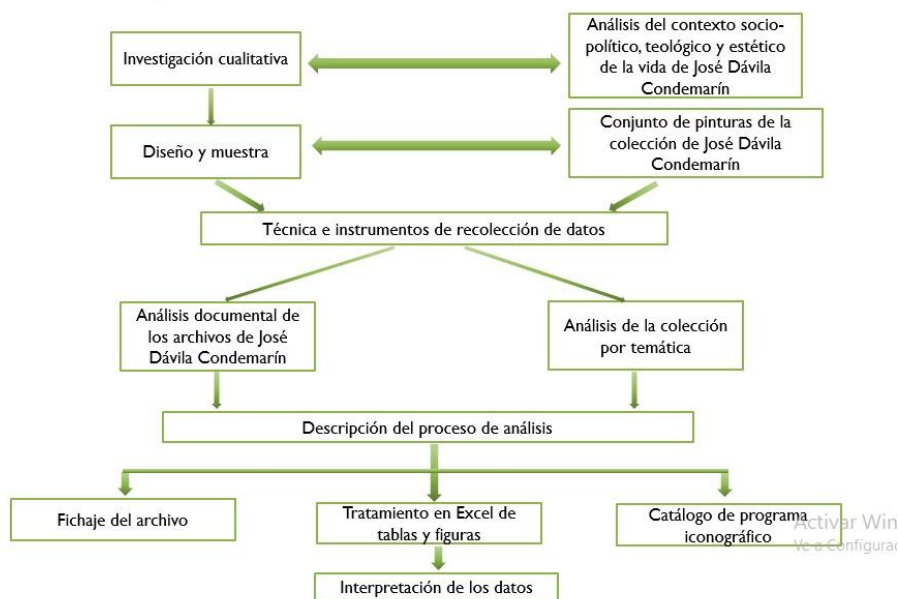 Investigación cualitativa
Análisis del contexto socio-
político, teológico y estético
de la vida de José Dávila
Condemarín
Diseño y muestra
Conjunto de pinturas de la
colección de José Dávila
Condemarín
Técnica e instrumentos de recolección de datos
Análisis documental de
los archivos de José
Dávila Condemarín
Análisis de la colección
por temática
Descripción del proceso de análisis
Fichaje del archivo
Tratamiento en Excel de
tablas y figuras
Catálogo de programa
iconográfico
Activar Win
Ve a Configurac
Interpretación de los datos